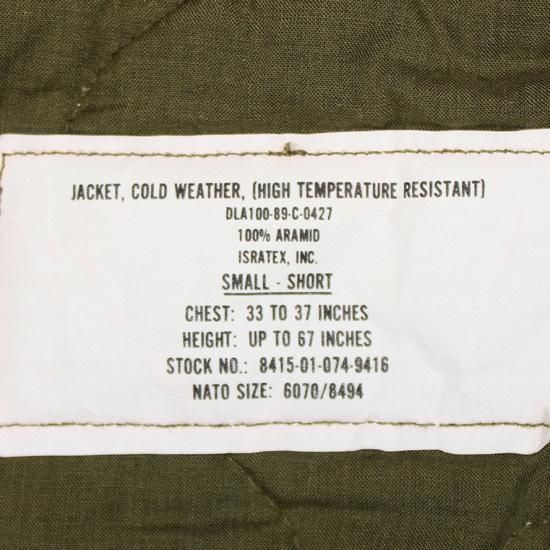 JACKET, COLD WEATHER, (HIGH TEMPERATURE RESISTANT)
DLA100-89-C-0427
100% ARAMID
ISRATEX, INC.
SMALL - SHORT
CHEST: 33 TO 37 INCHES
HEIGHT: UP TO 67 INCHES
STOCK NO.: 8415-01-074-9416
NATO SIZE: 6070/8494